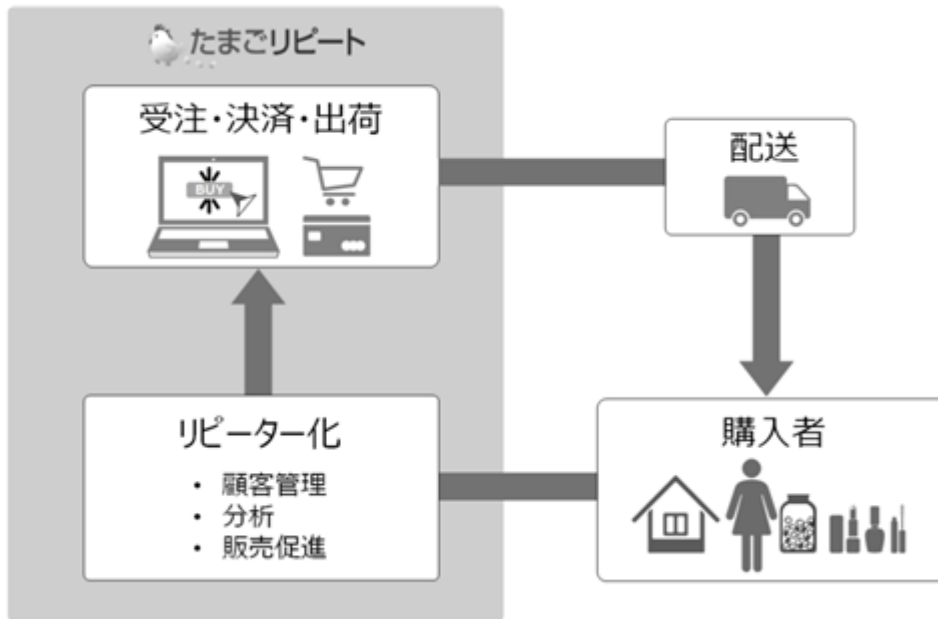 たまごリピート
受注・決済・出荷
BUY
配送
リピーター化
・ 顧客管理
・ 分析
・ 販売促進
購入者